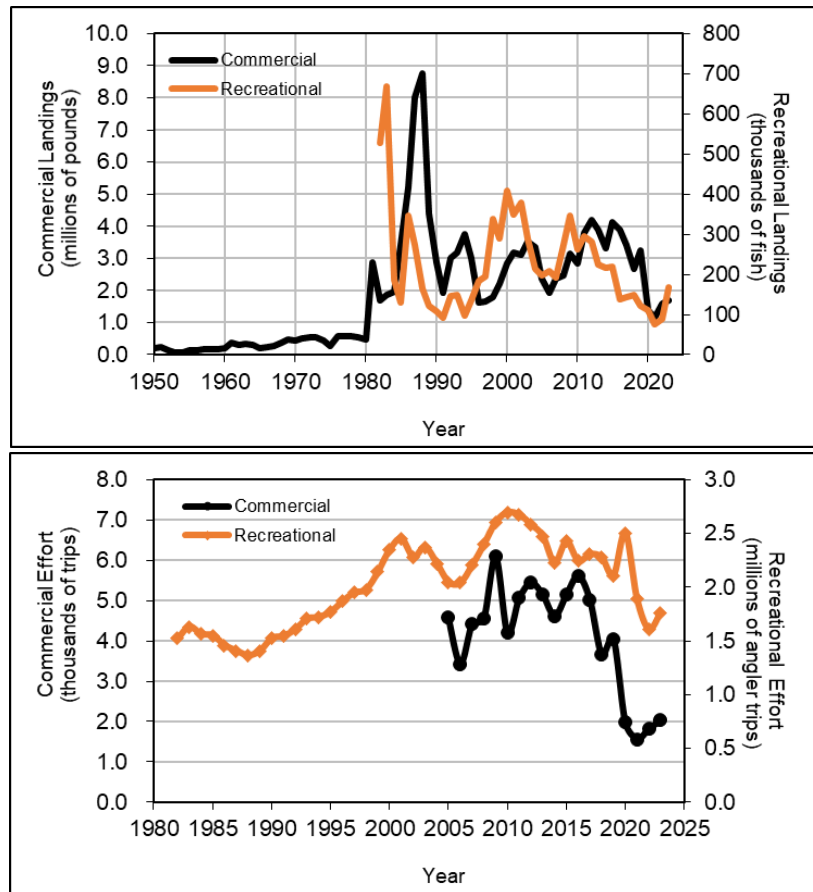 10.0
9.0
8.0
7.0
6.0
5.0
4.0
3.0
2.0
1.0
0.0
Commercial Landings
(millions of pounds)
Commercial
Recreational
800
700
600
500
400
300
200
100
0
Recreational Landings
(thousands of fish)
1950 1960 1970 1980 1990 2000 2010 2020
Year
8.0
7.0
6.0
5.0
4.0
3.0
2.0
1.0
0.0
Commercial Effort
(thousands of trips)
Commercial
Recreational
3.0
2.5
2.0
1.5
1.0
0.5
0.0
Recreational Effort
(millions of angler trips)
1980 1985 1990 1995 2000 2005 2010 2015 2020 2025
Year